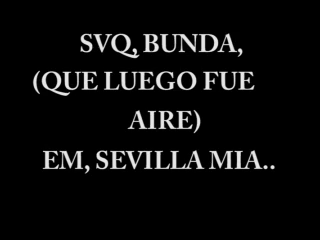 SVQ, BUNDA,
(QUE LUEGO FUE
AIRE)
EM, SEVILLA MIA..